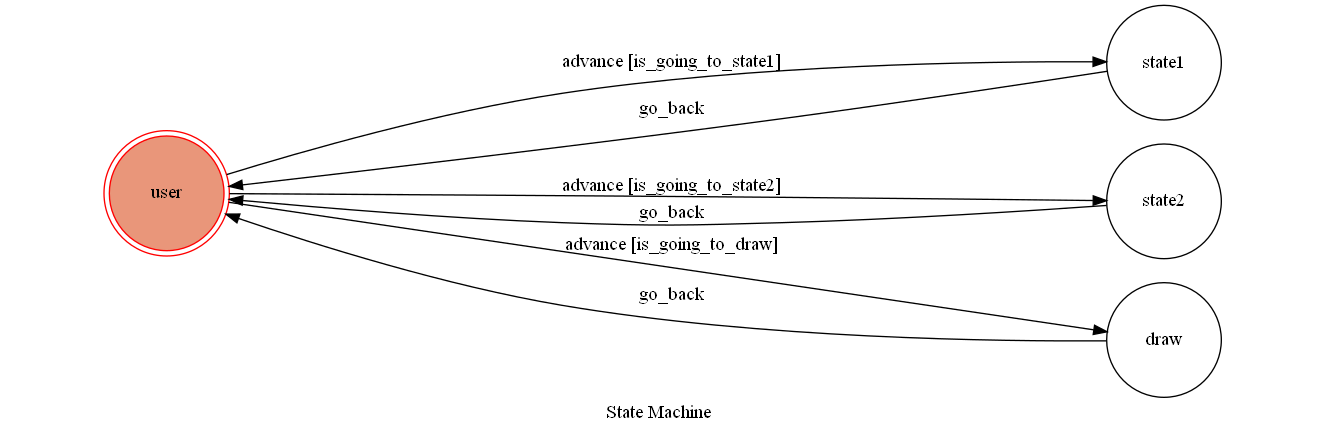 advance [is_going_to_state1]
state1
go_back
user
advance [is_going_to_state2]
state2
go_back
advance [is_going_to_draw]
go_back
draw
State Machine